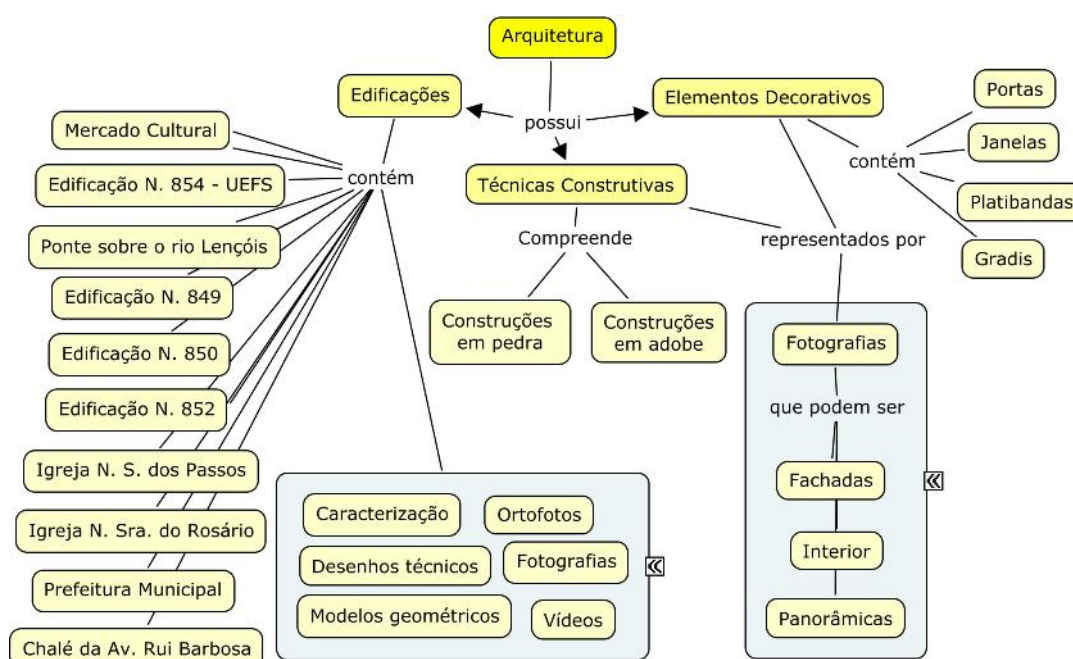 Arquitetura
Edificações
possui
Elementos Decorativos
Portas
Mercado Cultural
contém
Edificação N. 854 - UEFS
Ponte sobre o rio Lençóis
Edificação N. 849
Edificação N. 850
Edificação N. 852
Igreja N. S. dos Passos
Igreja N. Sra. do Rosário
Prefeitura Municipal
Chalé da Av. Rui Barbosa
Técnicas Construtivas
Compreende
Construções
em pedra
Construções
em adobe
contém
Janelas
Platibandas
Gradis
representados por
Fotografias
que podem ser
Fachadas
Interior
Panorâmicas
Caracterização
Ortofotos
Desenhos técnicos
Fotografias
Modelos geométricos
Vídeos